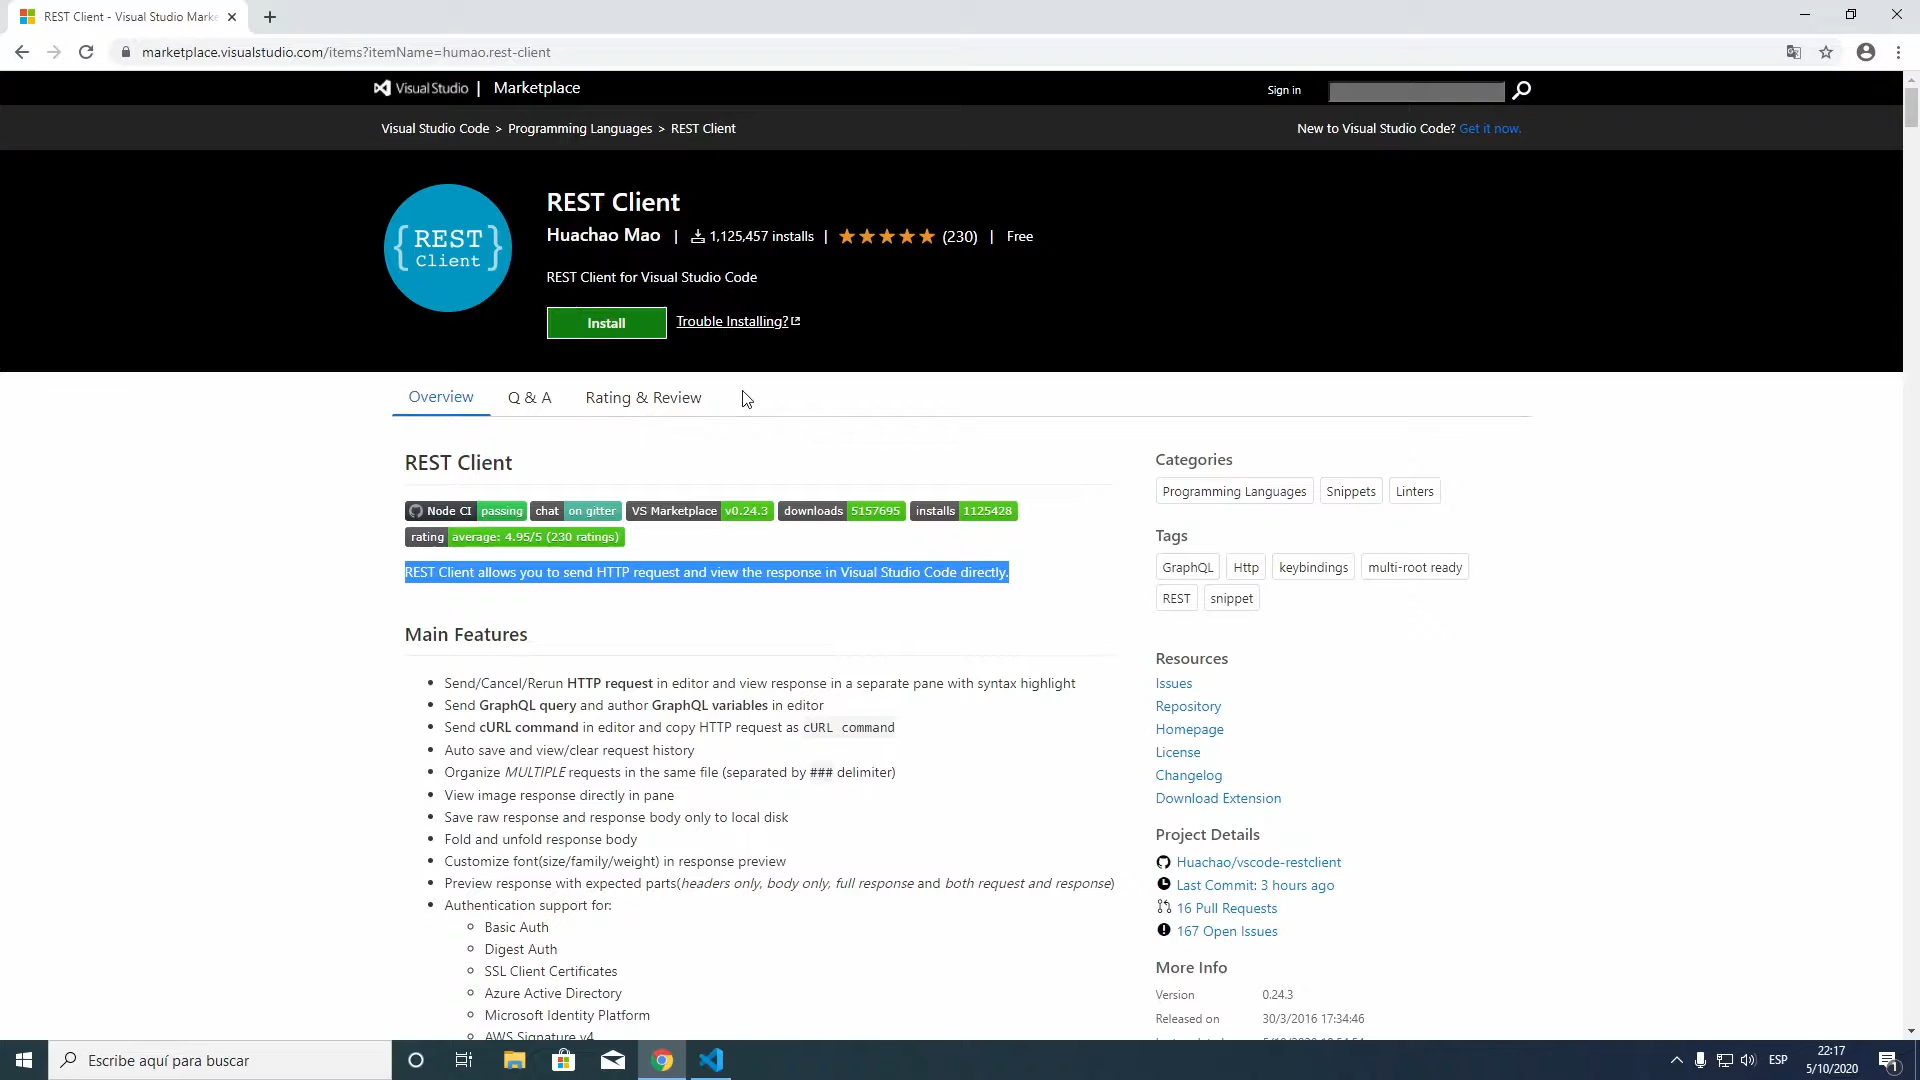 REST Client - Visual Studio Marke
marketplace.visualstudio.com/items?itemName=humao.rest-client
Visual Studio | Marketplace
Sign in
Visual Studio Code > Programming Languages > REST Client
New to Visual Studio Code? Get it now.
{REST Client}
REST Client
Huachao Mao | 1,125,457 installs | (230) | Free
REST Client for Visual Studio Code
Install Trouble Installing?
Overview Q & A Rating & Review
REST Client
Node CI passing chat on gitter VS Marketplace v0.24.3 downloads 5157695 installs 1125428
rating average: 4.95/5 (230 ratings)
REST Client allows you to send HTTP request and view the response in Visual Studio Code directly.
Main Features
Send/Cancel/Rerun HTTP request in editor and view response in a separate pane with syntax highlight
Send GraphQL query and author GraphQL variables in editor
Send cURL command in editor and copy HTTP request as cURL command
Auto save and view/clear request history
Organize MULTIPLE requests in the same file (separated by ### delimiter)
View image response directly in pane
Save raw response and response body only to local disk
Fold and unfold response body
Customize font(size/family/weight) in response preview
Preview response with expected parts(headers only, body only, full response and both request and response)
Authentication support for:
Basic Auth
Digest Auth
SSL Client Certificates
Azure Active Directory
Microsoft Identity Platform
AWS Signature v4
Categories
Programming Languages Snippets Linters
Tags
GraphQL Http keybindings multi-root ready
REST snippet
Resources
Issues
Repository
Homepage
License
Changelog
Download Extension
Project Details
Huachao/vscode-restclient
Last Commit: 3 hours ago
16 Pull Requests
167 Open Issues
More Info
Version 0.24.3
Released on 30/3/2016 17:34:46
Escribe aquí para buscar
ESP
22:17
5/10/2020
1